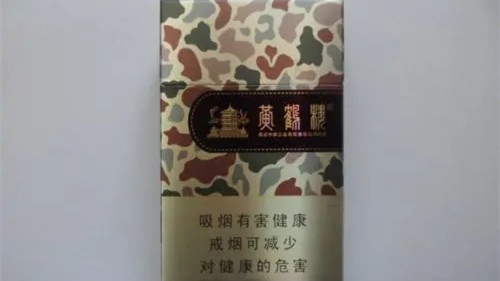 黄鹤楼
吸烟有害健康
戒烟可减少
对健康的危害